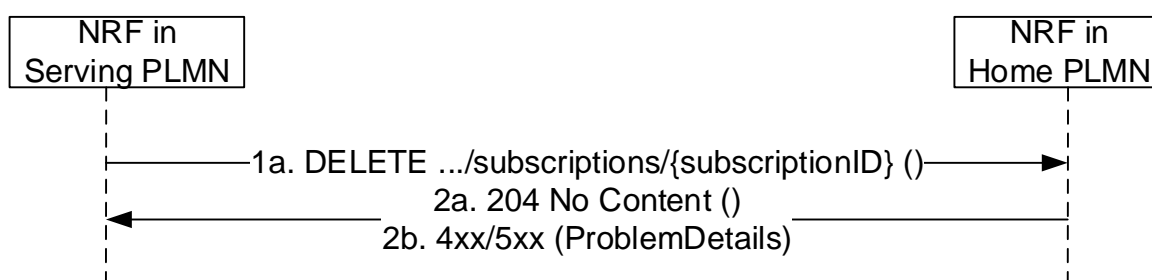 NRF in
Serving PLMN
NRF in
Home PLMN
1a. DELETE .../subscriptions/{subscriptionID} ()
2a. 204 No Content ()
2b. 4xx/5xx (ProblemDetails)